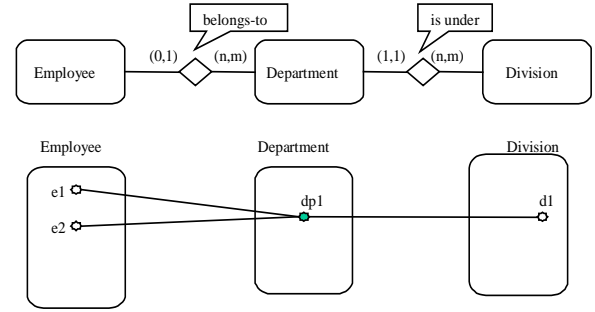 belongs-to
is under
(0,1)
(n,m)
(1,1)
(n,m)
Employee
Department
Division
Employee
Department
Division
e1
dp1
d1
e2